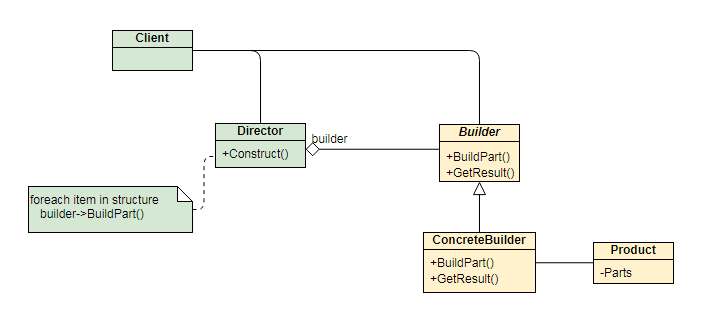 Client
Director
+Construct()
builder
Builder
+BuildPart()
+GetResult()
foreach item in structure
builder->BuildPart()
ConcreteBuilder
+BuildPart()
+GetResult()
Product
-Parts